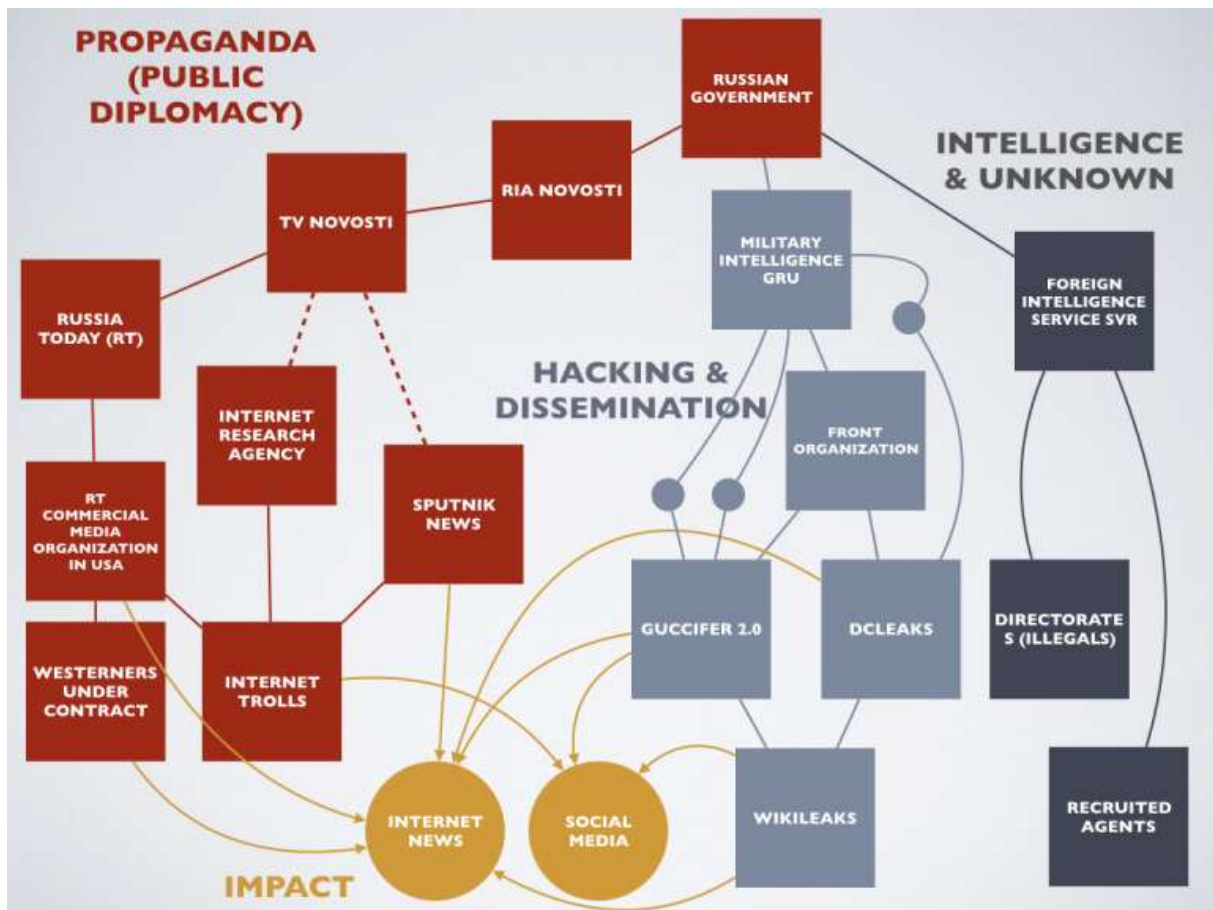 PROPAGANDA
(PUBLIC
DIPLOMACY)
RUSSIAN
GOVERNMENT
INTELLIGENCE
& UNKNOWN
RIA NOVOSTI
TV NOVOSTI
MILITARY
INTELLIGENCE
GRU
FOREIGN
INTELLIGENCE
SERVICE SVR
RUSSIA
TODAY (RT)
HACKING &
DISSEMINATION
INTERNET
RESEARCH
AGENCY
FRONT
ORGANIZATION
RT
COMMERCIAL
MEDIA
ORGANIZATION
IN USA
SPUTNIK
NEWS
GUCCIFER 2.0
DCLEAKS
DIRECTORATE
S (ILLEGALS)
WESTERNERS
UNDER
CONTRACT
INTERNET
TROLLS
INTERNET
NEWS
SOCIAL
MEDIA
WIKILEAKS
RECRUITED
AGENTS
IMPACT